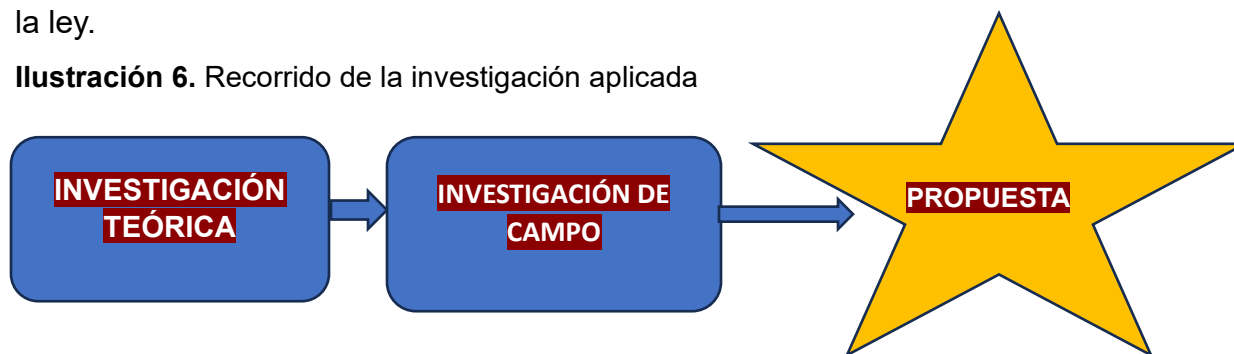 la ley.
Ilustración 6. Recorrido de la investigación aplicada
INVESTIGACIÓN
TEÓRICA
INVESTIGACIÓN DE
CAMPO
PROPUESTA